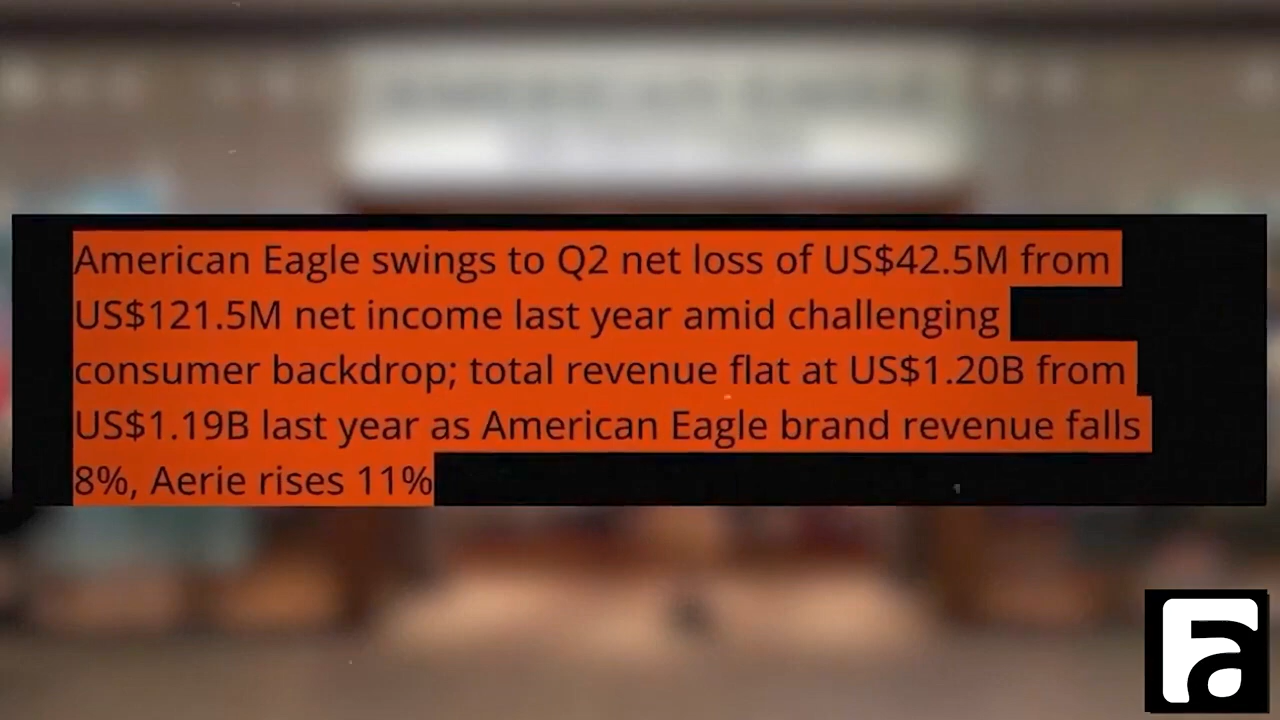 American Eagle swings to Q2 net loss of US$42.5M from
US$121.5M net income last year amid challenging
consumer backdrop; total revenue flat at US$1.20B from
US$1.19B last year as American Eagle brand revenue falls
8%, Aerie rises 11%